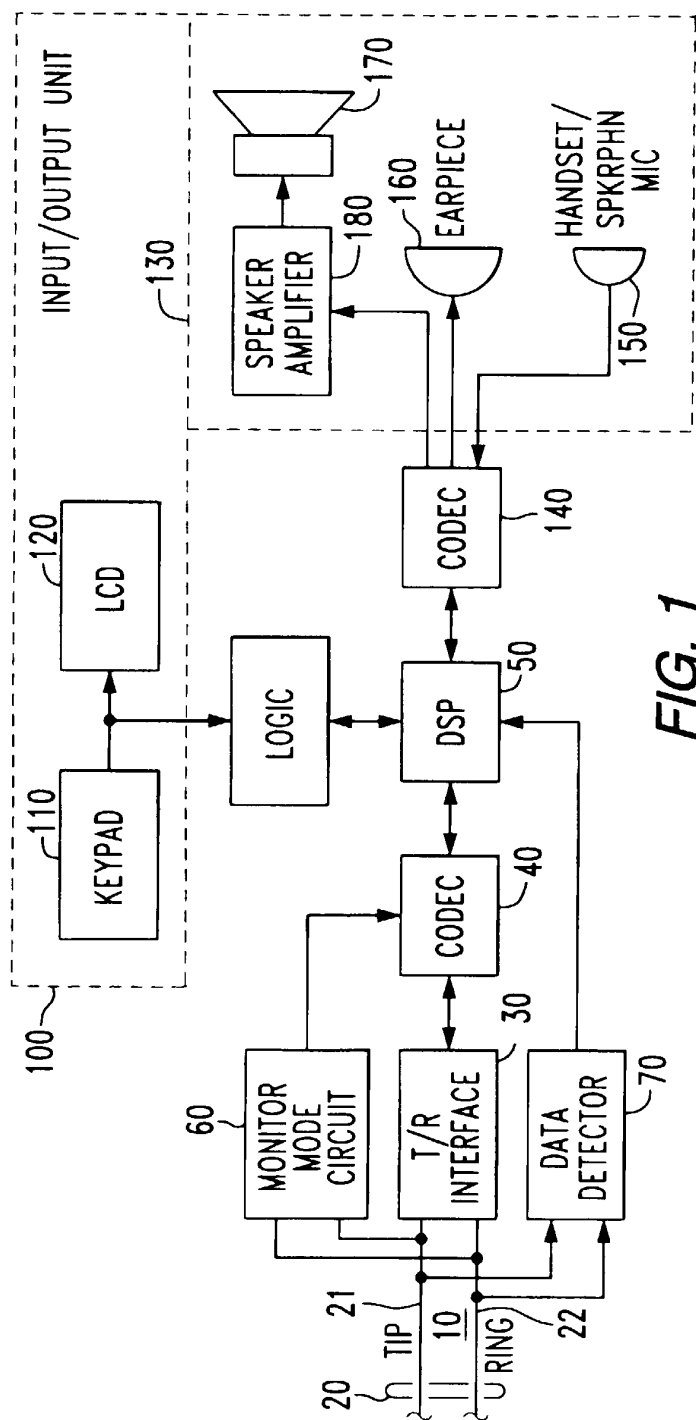 INPUT/OUTPUT UNIT
100
110
KEYPAD
120
LCD
130
SPEAKER
AMPLIFIER
180
170
160
EARPIECE
HANDSET/
SPKRPHN
MIC
150
LOGIC
60
MONITOR
MODE
CIRCUIT
T/R
INTERFACE
30
CODEC
40
DSP
50
CODEC
140
DATA
DETECTOR
70
20
TIP
21
10
RING
22
FIG. 1